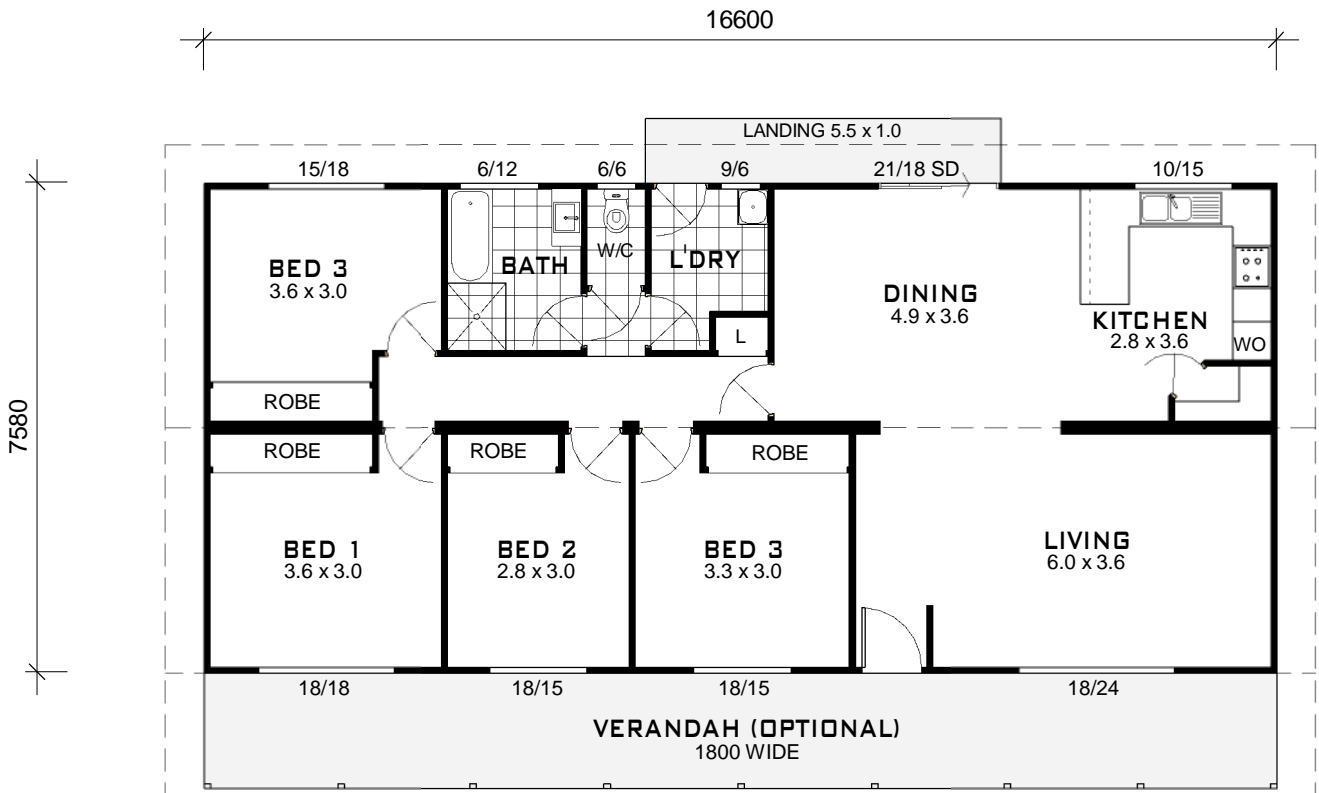 16600
LANDING 5.5 x 1.0
15/18
6/12
6/6
9/6
21/18 SD
10/15
7580
BED 3
3.6 x 3.0
BATH
W/C
L'DRY
L
DINING
4.9 x 3.6
KITCHEN
2.8 x 3.6
WO
ROBE
ROBE
ROBE
ROBE
BED 1
3.6 x 3.0
BED 2
2.8 x 3.0
BED 3
3.3 x 3.0
LIVING
6.0 x 3.6
18/18
18/15
18/15
18/24
VERANDAH (OPTIONAL)
1800 WIDE